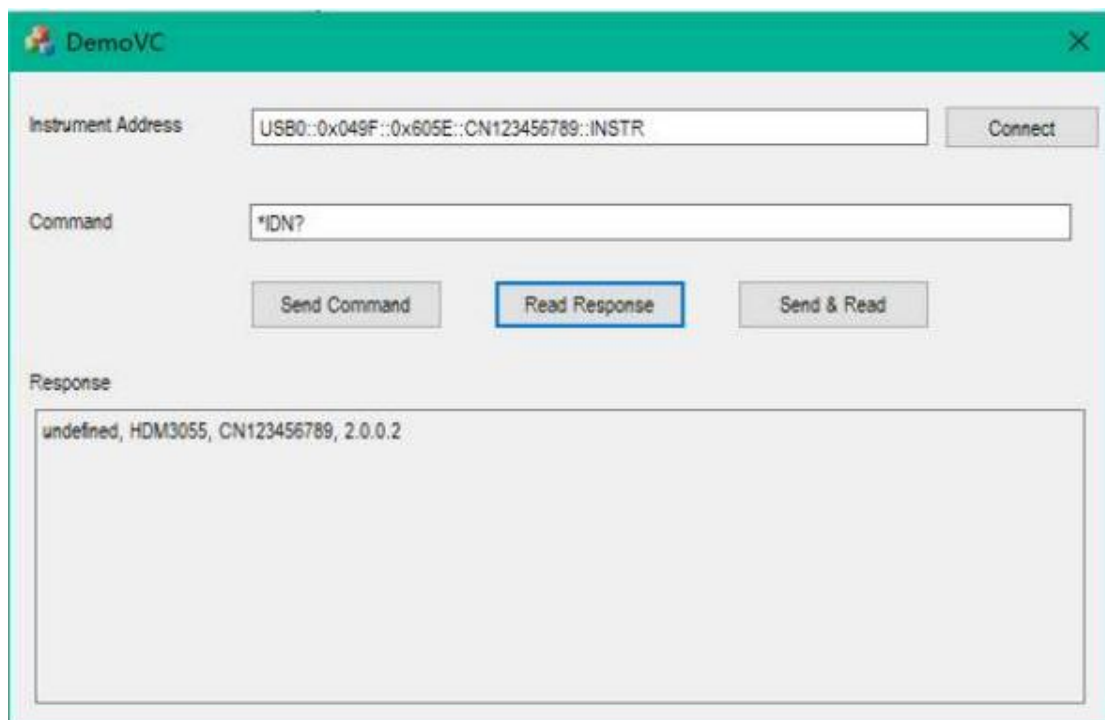 DemoVC
Instrument Address
USB0::0x049F::0x605E::CN123456789::INSTR
Connect
Command
*IDN?
Send Command
Read Response
Send & Read
Response
undefined, HDM3055, CN123456789, 2.0.0.2